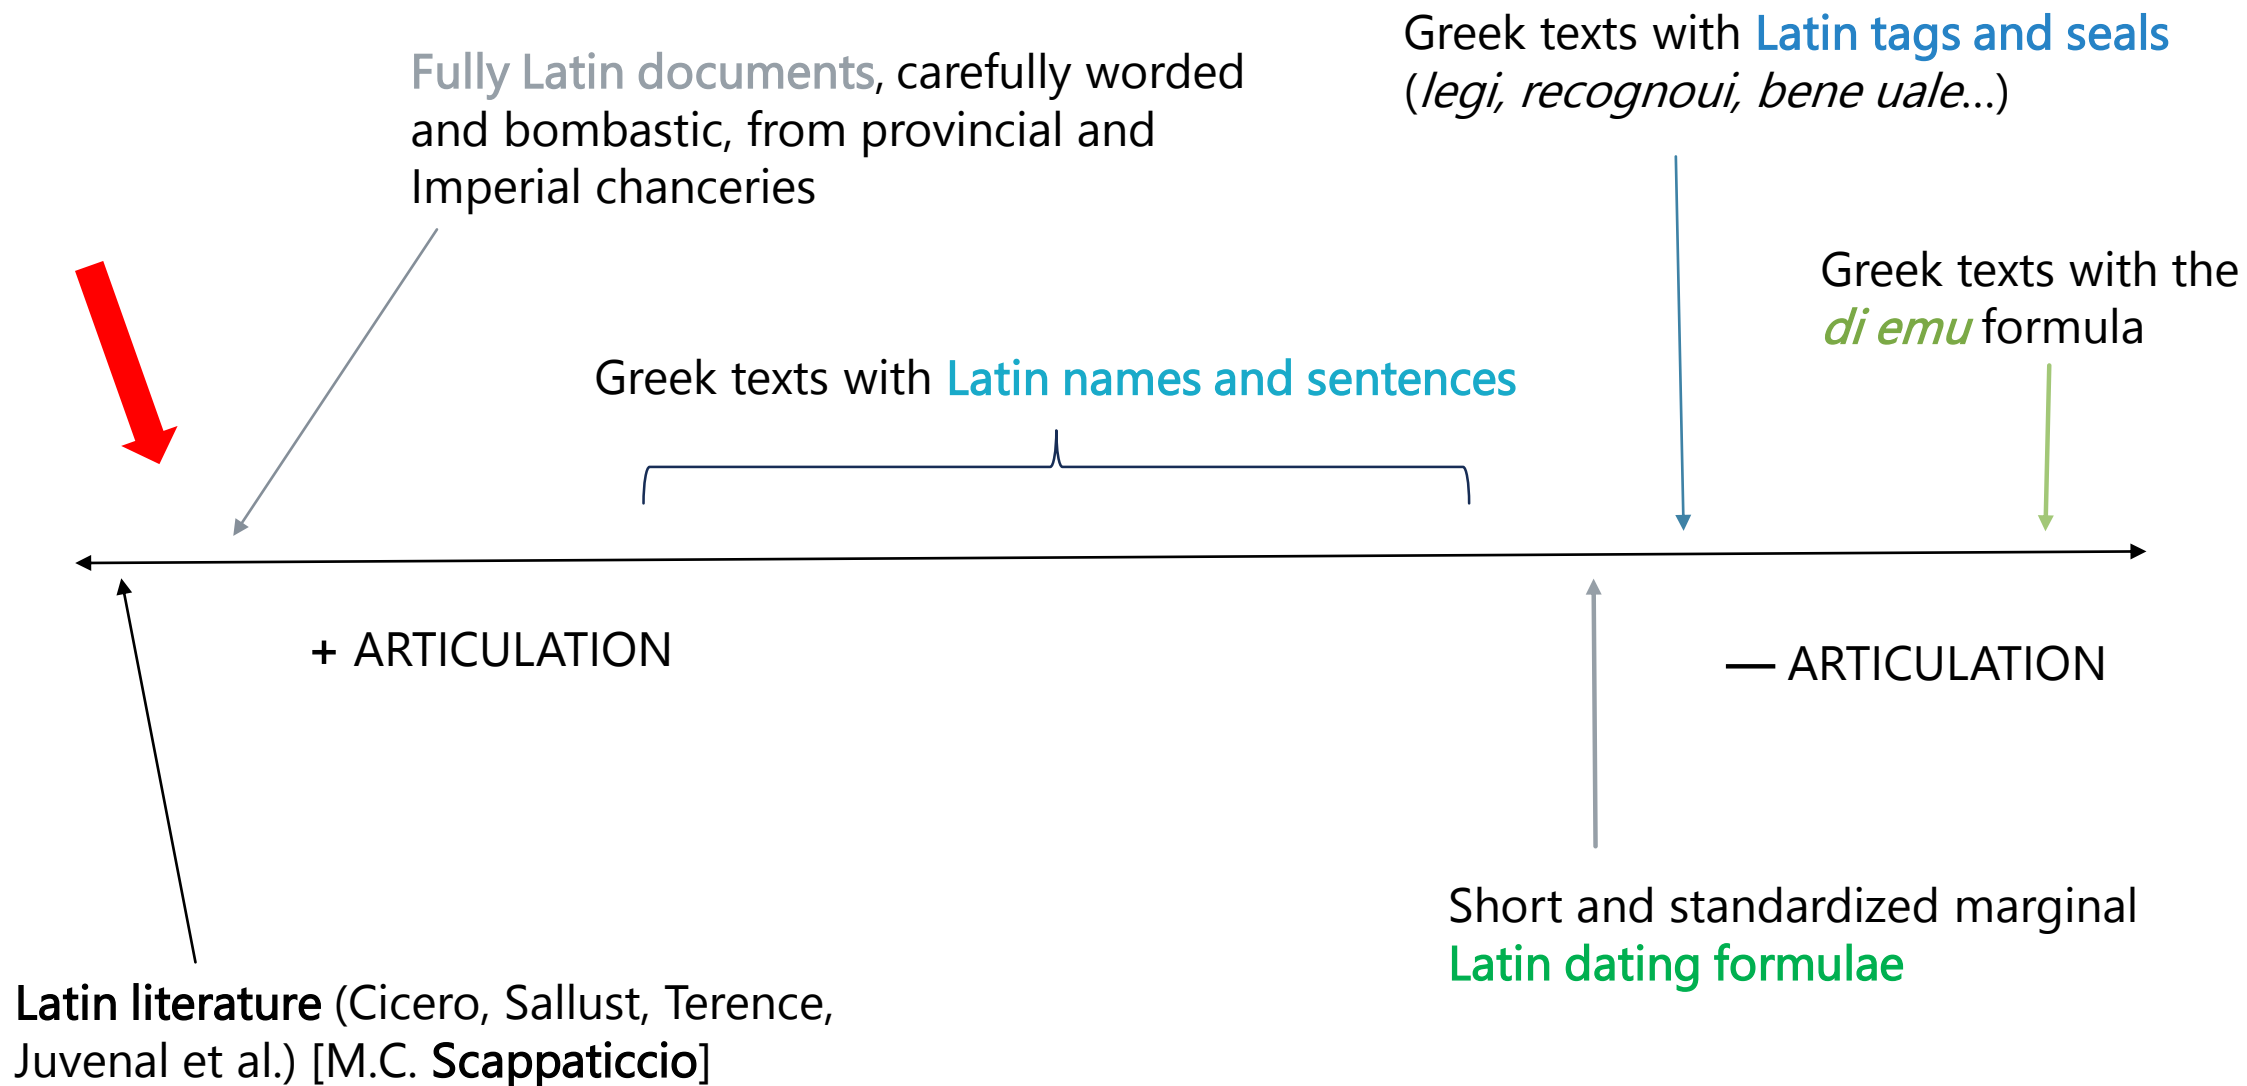 Greek texts with Latin tags and seals
(legi, recognoui, bene uale…)
Fully Latin documents, carefully worded
and bombastic, from provincial and
Imperial chanceries
Greek texts with the
di emu formula
Greek texts with Latin names and sentences
+ ARTICULATION
— ARTICULATION
Short and standardized marginal
Latin dating formulae
Latin literature (Cicero, Sallust, Terence,
Juvenal et al.) [M.C. Scappaticcio]